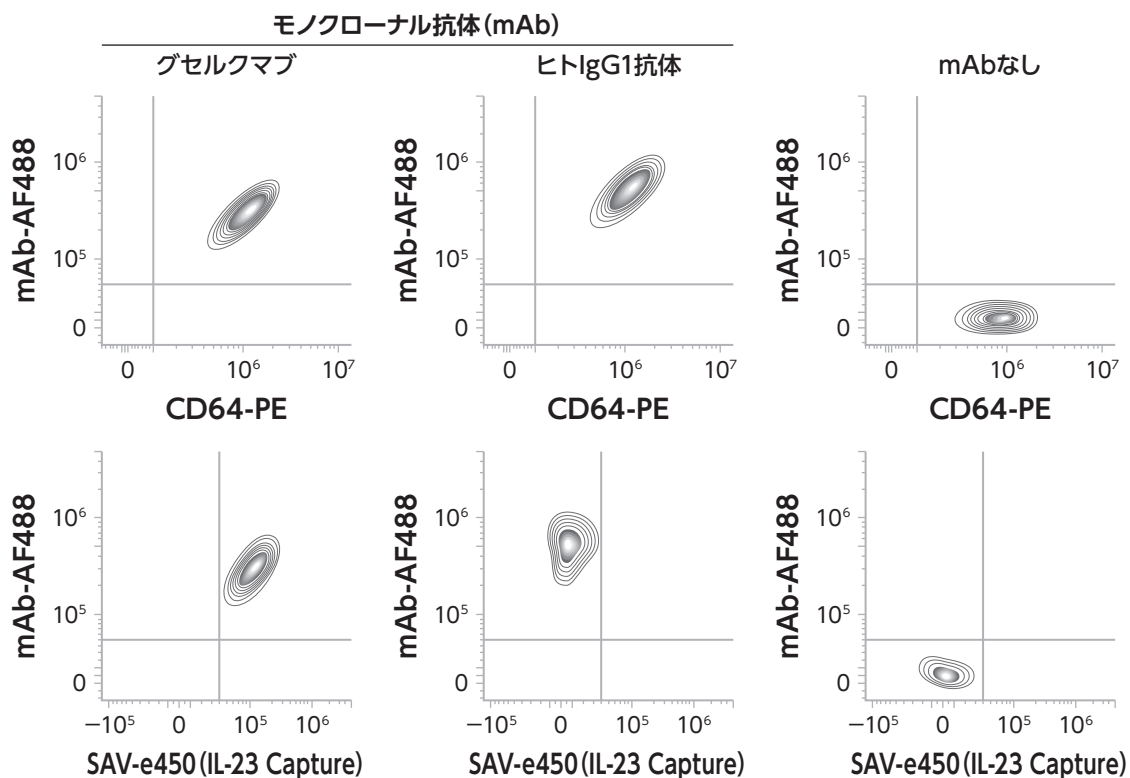 モノクローナル抗体(mAb)
グセルクマブ
ヒトIgG1抗体
mAbなし
mAb-AF488
10⁶
10⁵
0
0
10⁶
10⁷
CD64-PE
mAb-AF488
10⁶
10⁵
0
0
10⁶
10⁷
CD64-PE
mAb-AF488
10⁶
10⁵
0
0
10⁶
10⁷
CD64-PE
mAb-AF488
10⁶
10⁵
0
−10⁵
0
10⁵
10⁶
SAV-e450(IL-23 Capture)
mAb-AF488
10⁶
10⁵
0
−10⁵
0
10⁵
10⁶
SAV-e450(IL-23 Capture)
mAb-AF488
10⁶
10⁵
0
−10⁵
0
10⁵
10⁶
SAV-e450(IL-23 Capture)